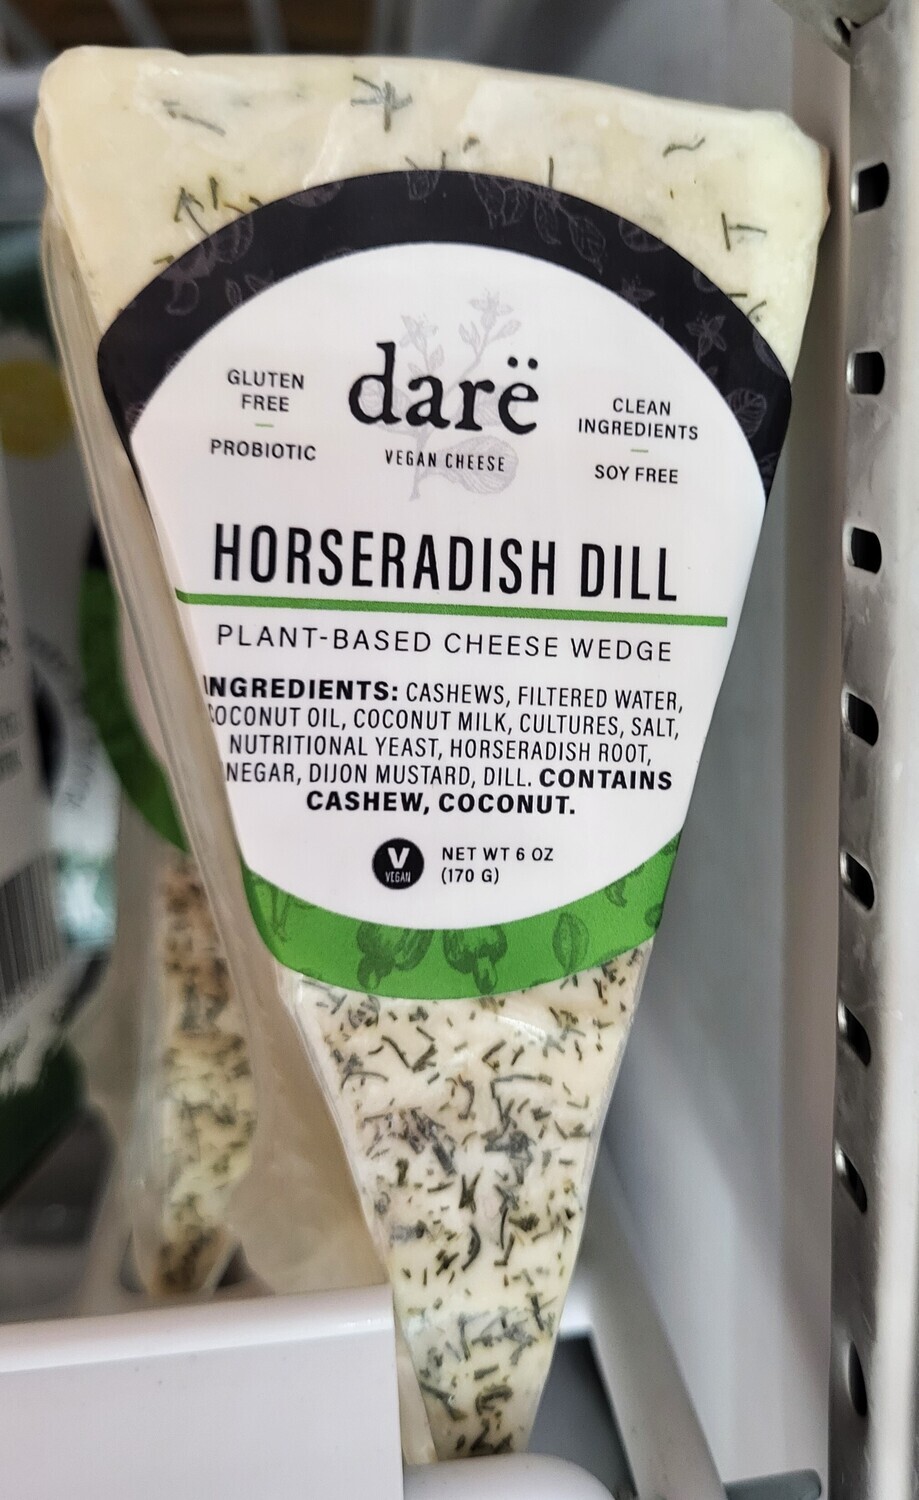 GLUTEN
FREE
PROBIOTIC
darë
VEGAN CHEESE
CLEAN
INGREDIENTS
SOY FREE
HORSERADISH DILL
PLANT-BASED CHEESE WEDGE
INGREDIENTS: CASHEWS, FILTERED WATER,
COCONUT OIL, COCONUT MILK, CULTURES, SALT,
NUTRITIONAL YEAST, HORSERADISH ROOT,
NEGAR, DIJON MUSTARD, DILL. CONTAINS
CASHEW, COCONUT.
V
VEGAN
NET WT 6 OZ
(170 G)